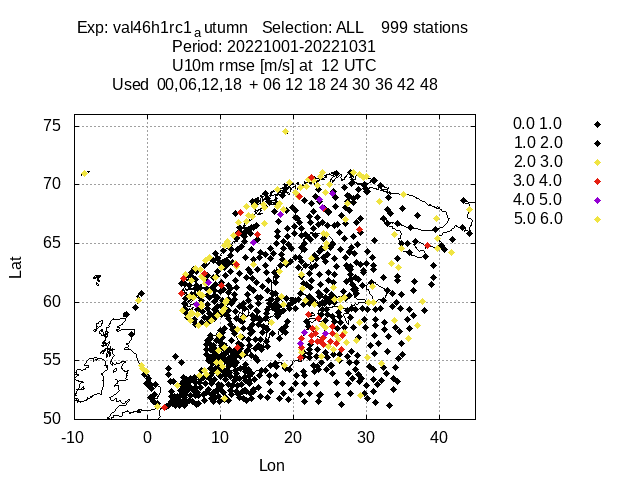 Exp: val46h1rc1autumn Selection: ALL 999 stations
Period: 20221001-20221031
U10m rmse [m/s] at 12 UTC
Used 00,06,12,18 + 06 12 18 24 30 36 42 48
75
70
65
60
55
50
Lat
-10 0 10 20 30 40
Lon
0.0 1.0
1.0 2.0
2.0 3.0
3.0 4.0
4.0 5.0
5.0 6.0